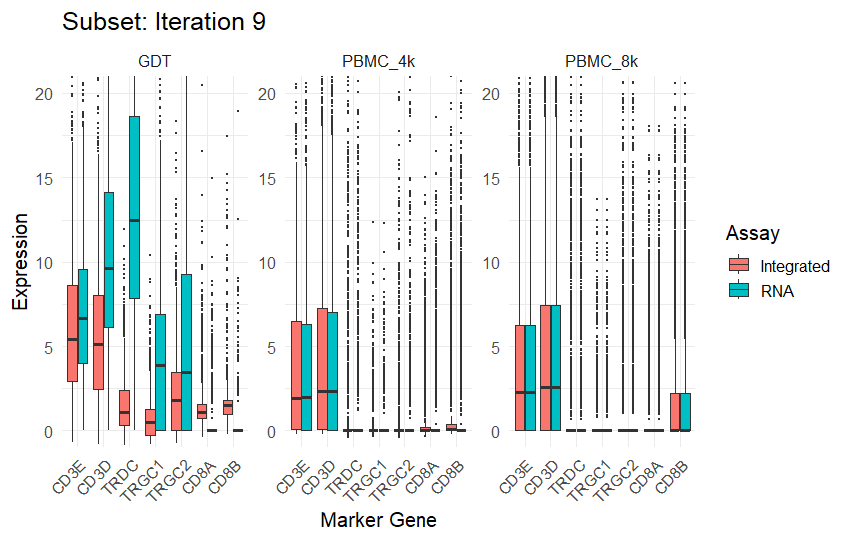 Subset: Iteration 9
GDT PBMC_4k PBMC_8k
20 20 20
15 15 15
10 10 10
5 5 5
0 0 0
Expression
CD3E CD3D TRDC TRGC1 TRGC2 CD8A CD8B CD3E CD3D TRDC TRGC1 TRGC2 CD8A CD8B CD3E CD3D TRDC TRGC1 TRGC2 CD8A CD8B
Marker Gene
Assay
Integrated
RNA